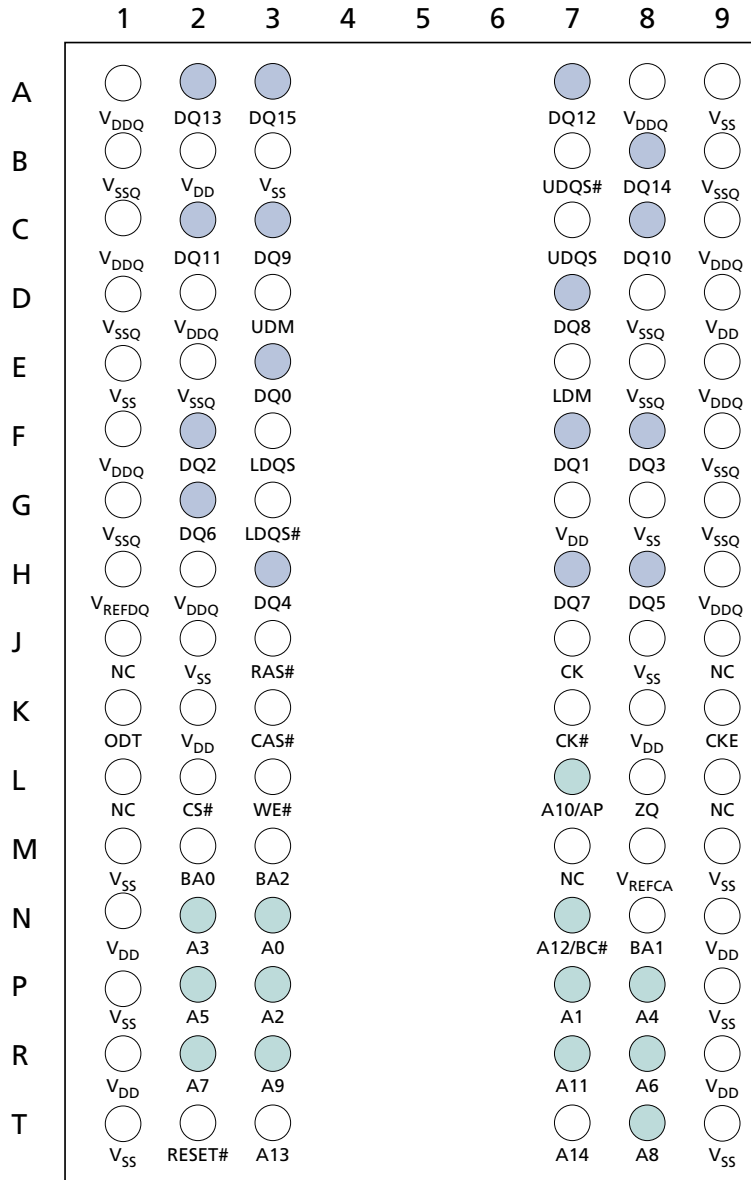 1 2 3 4 5 6 7 8 9
A
VDDQ DQ13 DQ15 DQ12 VDDQ VSS
B
VSSQ VDD VSS UDQS# DQ14 VSSQ
C
VDDQ DQ11 DQ9 UDQS DQ10 VDDQ
D
VSSQ VDDQ UDM DQ8 VSSQ VDD
E
VSS VSSQ DQ0 LDM VSSQ VDDQ
F
VDDQ DQ2 LDQS DQ1 DQ3 VSSQ
G
VSSQ DQ6 LDQS# VDD VSS VSSQ
H
VREFDQ VDDQ DQ4 DQ7 DQ5 VDDQ
J
NC VSS RAS# CK VSS NC
K
ODT VDD CAS# CK# VDD CKE
L
NC CS# WE# A10/AP ZQ NC
M
VSS BA0 BA2 NC VREFCA VSS
N
VDD A3 A0 A12/BC# BA1 VDD
P
VSS A5 A2 A1 A4 VSS
R
VDD A7 A9 A11 A6 VDD
T
VSS RESET# A13 A14 A8 VSS